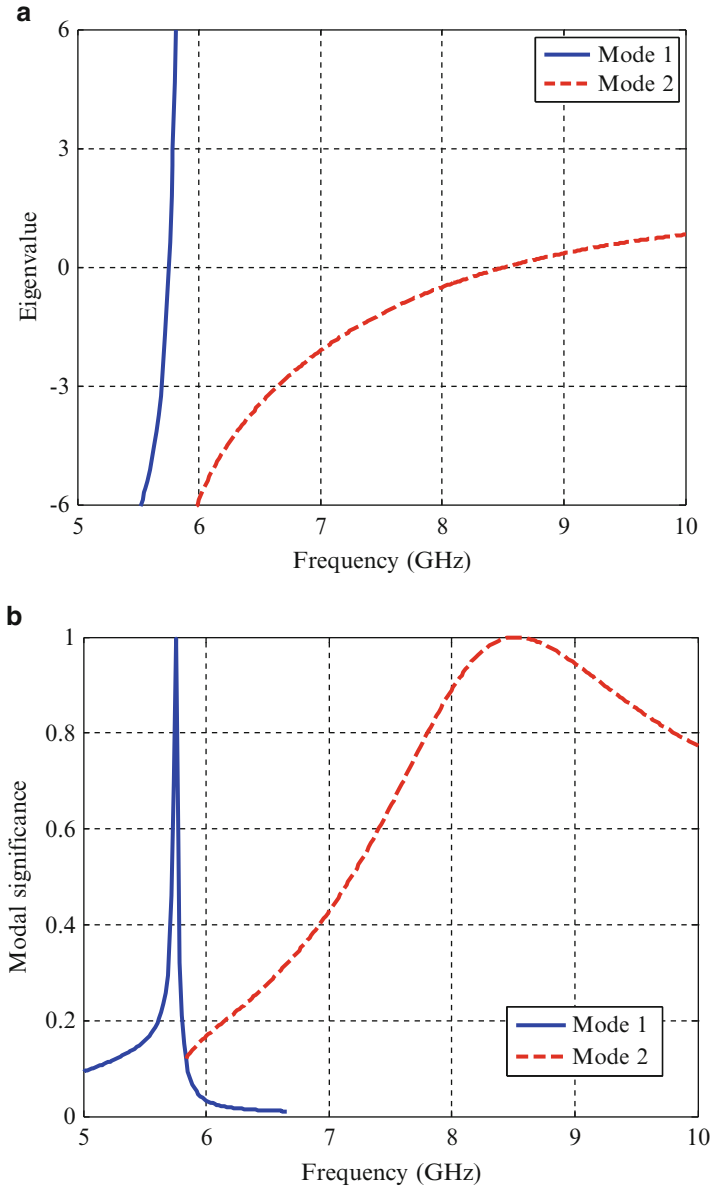 a
6
3
0
-3
-6
Eigenvalue
Mode 1
Mode 2
5 6 7 8 9 10
Frequency (GHz)
b
1
0.8
0.6
0.4
0.2
0
Modal significance
Mode 1
Mode 2
5 6 7 8 9 10
Frequency (GHz)